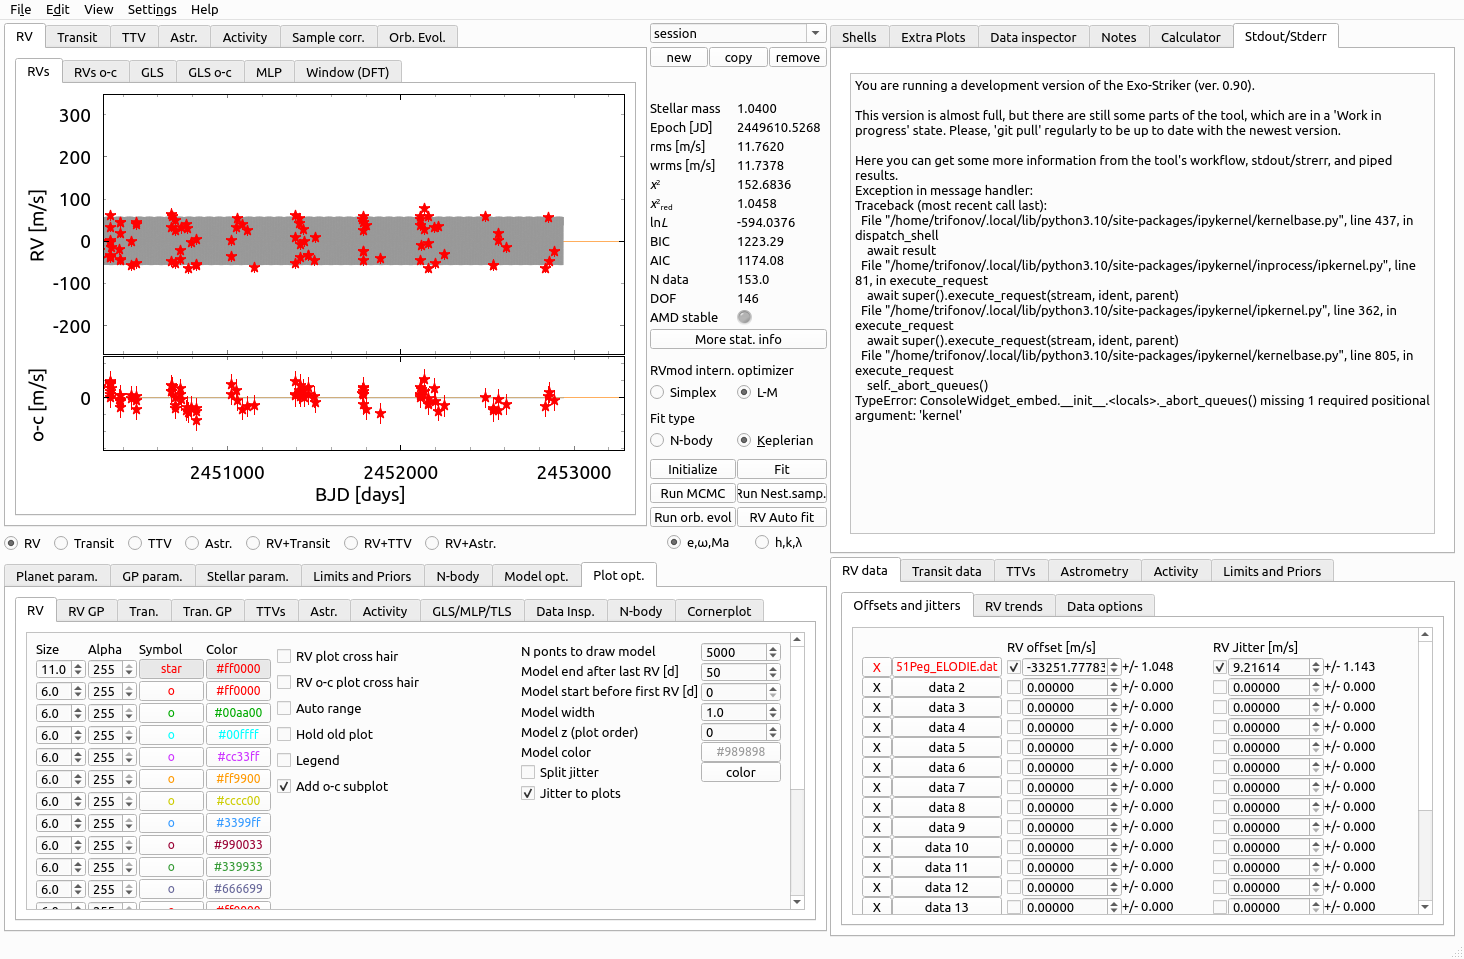 File Edit View Settings Help
RV Transit TTV Astr. Activity Sample corr. Orb. Evol.
RVs RVs o-c GLS GLS o-c MLP Window (DFT)
300
200
100
0
-100
-200
RV [m/s]
0
o-c [m/s]
2451000 2452000 2453000
BJD [days]
session
new copy remove
Stellar mass 1.0400
Epoch [JD] 2449610.5268
rms [m/s] 11.7620
wrms [m/s] 11.7378
χ² 152.6836
χ²red 1.0458
lnL -594.0376
BIC 1223.29
AIC 1174.08
N data 153.0
DOF 146
AMD stable
More stat. info
RVmod intern. optimizer
Simplex L-M
Fit type
N-body Keplerian
Initialize Fit
Run MCMC Run Nest.samp.
Run orb. evol RV Auto fit
e,ω,Ma h,k,λ
Shells Extra Plots Data inspector Notes Calculator Stdout/Stderr
You are running a development version of the Exo-Striker (ver. 0.90).
This version is almost full, but there are still some parts of the tool, which are in a 'Work in
progress' state. Please, 'git pull' regularly to be up to date with the newest version.
Here you can get some more information from the tool's workflow, stdout/strerr, and piped
results.
Exception in message handler:
Traceback (most recent call last):
File "/home/trifonov/.local/lib/python3.10/site-packages/ipykernel/kernelbase.py", line 437, in
dispatch_shell
await result
File "/home/trifonov/.local/lib/python3.10/site-packages/ipykernel/inprocess/ipkernel.py", line
81, in execute_request
await super().execute_request(stream, ident, parent)
File "/home/trifonov/.local/lib/python3.10/site-packages/ipykernel/ipkernel.py", line 362, in
execute_request
await super().execute_request(stream, ident, parent)
File "/home/trifonov/.local/lib/python3.10/site-packages/ipykernel/kernelbase.py", line 805, in
execute_request
self._abort_queues()
TypeError: ConsoleWidget_embed.__init__.<locals>._abort_queues() missing 1 required positional
argument: 'kernel'
RV Transit TTV Astr. RV+Transit RV+TTV RV+Astr.
Planet param. GP param. Stellar param. Limits and Priors N-body Model opt. Plot opt.
RV RV GP Tran. Tran. GP TTVs Astr. Activity GLS/MLP/TLS Data Insp. N-body Cornerplot
Size Alpha Symbol Color
11.0 255 star #ff0000
6.0 255 o #ff0000
6.0 255 o #00aa00
6.0 255 o #00ffff
6.0 255 o #cc33ff
6.0 255 o #ff9900
6.0 255 o #cccc00
6.0 255 o #3399ff
6.0 255 o #990033
6.0 255 o #339933
6.0 255 o #666699
RV plot cross hair
RV o-c plot cross hair
Auto range
Hold old plot
Legend
Add o-c subplot
N ponts to draw model 5000
Model end after last RV [d] 50
Model start before first RV [d] 0
Model width 1.0
Model z (plot order) 0
Model color #989898
Split jitter color
Jitter to plots
RV data Transit data TTVs Astrometry Activity Limits and Priors
Offsets and jitters RV trends Data options
RV offset [m/s] RV Jitter [m/s]
X 51Peg_ELODIE.dat -33251.77783 +/- 1.048 9.21614 +/- 1.143
X data 2 0.00000 +/- 0.000 0.00000 +/- 0.000
X data 3 0.00000 +/- 0.000 0.00000 +/- 0.000
X data 4 0.00000 +/- 0.000 0.00000 +/- 0.000
X data 5 0.00000 +/- 0.000 0.00000 +/- 0.000
X data 6 0.00000 +/- 0.000 0.00000 +/- 0.000
X data 7 0.00000 +/- 0.000 0.00000 +/- 0.000
X data 8 0.00000 +/- 0.000 0.00000 +/- 0.000
X data 9 0.00000 +/- 0.000 0.00000 +/- 0.000
X data 10 0.00000 +/- 0.000 0.00000 +/- 0.000
X data 11 0.00000 +/- 0.000 0.00000 +/- 0.000
X data 12 0.00000 +/- 0.000 0.00000 +/- 0.000
X data 13 0.00000 +/- 0.000 0.00000 +/- 0.000